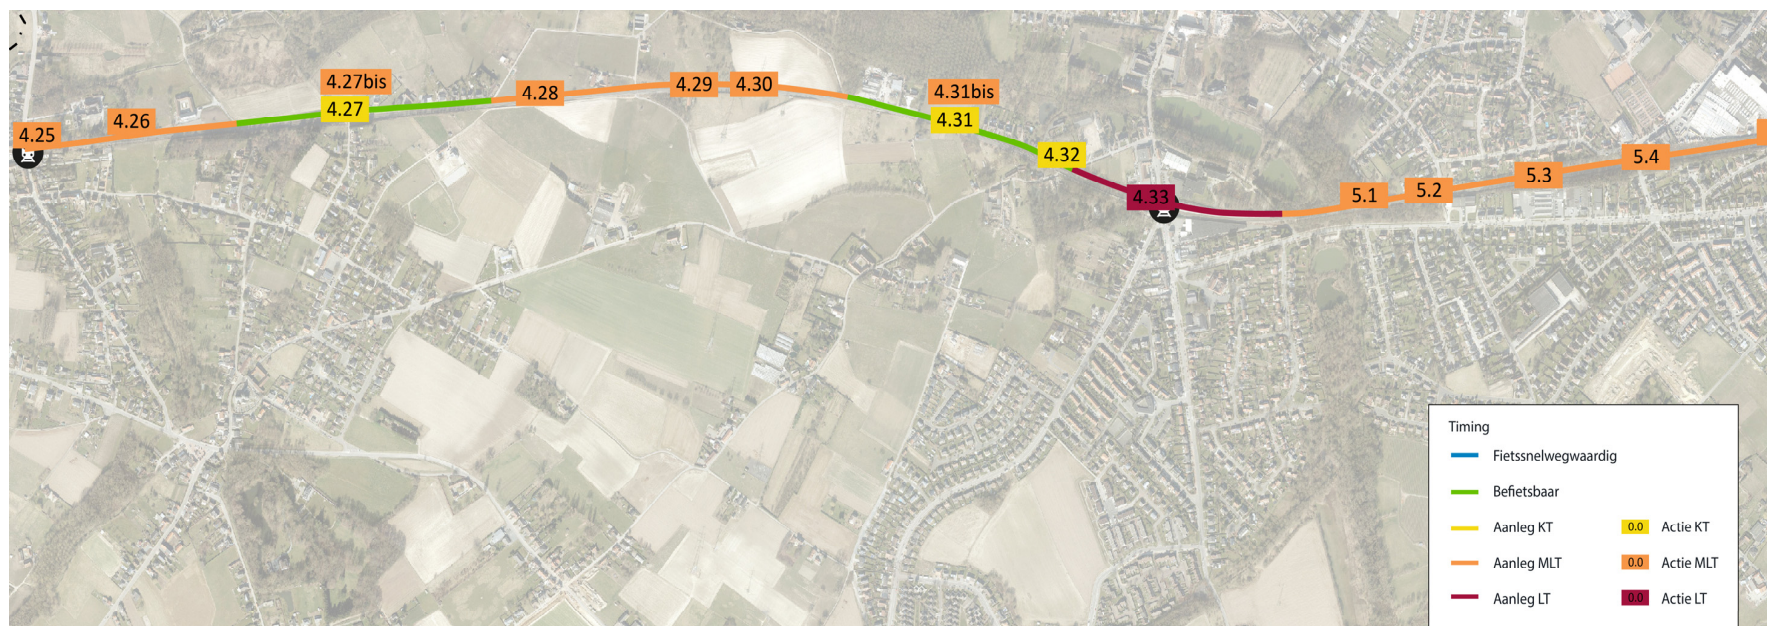 4.25
4.26
4.27bis
4.27
4.28
4.29
4.30
4.31bis
4.31
4.32
4.33
5.1
5.2
5.3
5.4
Timing
Fietssnelwegwaardig
Befietsbaar
Aanleg KT
0.0 Actie KT
Aanleg MLT
0.0 Actie MLT
Aanleg LT
0.0 Actie LT